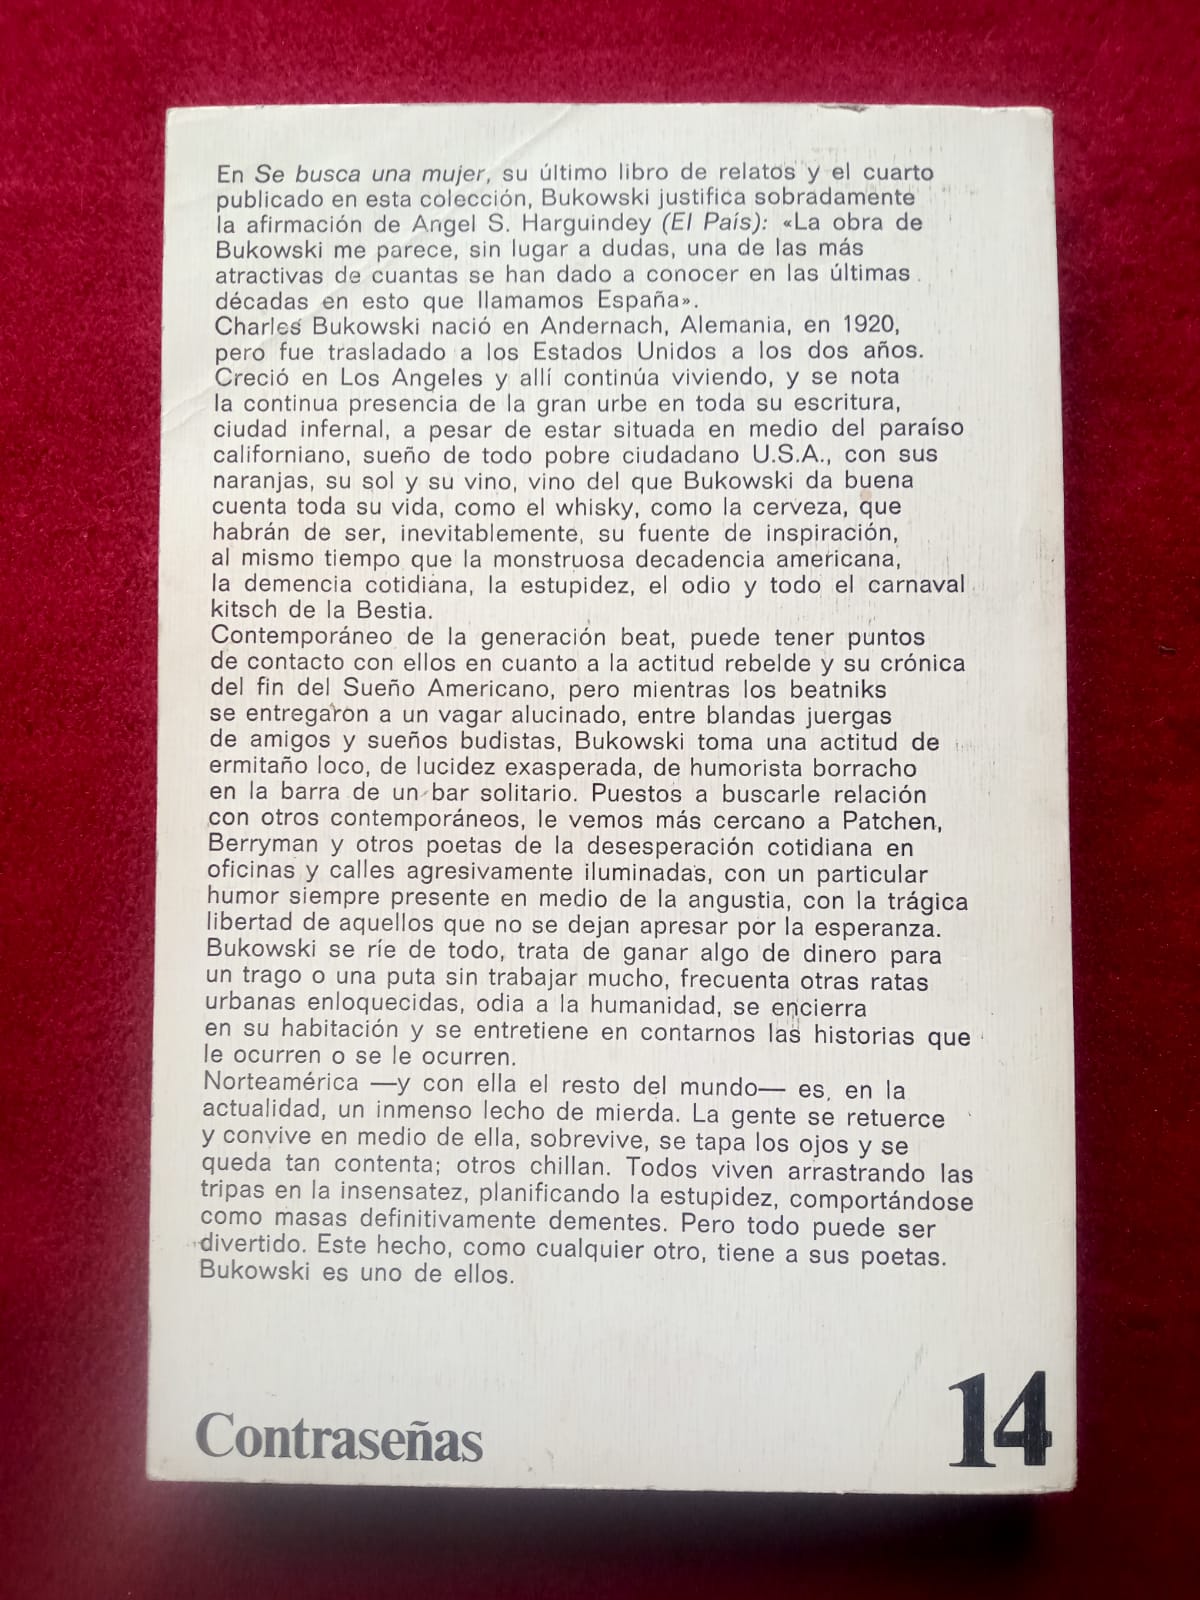 En Se busca una mujer, su último libro de relatos y el cuarto
publicado en esta colección, Bukowski justifica sobradamente
la afirmación de Angel S. Harguindey (El País): «La obra de
Bukowski me parece, sin lugar a dudas, una de las más
atractivas de cuantas se han dado a conocer en las últimas
décadas en esto que llamamos España».
Charles Bukowski nació en Andernach, Alemania, en 1920,
pero fue trasladado a los Estados Unidos a los dos años.
Creció en Los Angeles y allí continúa viviendo, y se nota
la continua presencia de la gran urbe en toda su escritura,
ciudad infernal, a pesar de estar situada en medio del paraíso
californiano, sueño de todo pobre ciudadano U.S.A., con sus
naranjas, su sol y su vino, vino del que Bukowski da buena
cuenta toda su vida, como el whisky, como la cerveza, que
habrán de ser, inevitablemente, su fuente de inspiración,
al mismo tiempo que la monstruosa decadencia americana,
la demencia cotidiana, la estupidez, el odio y todo el carnaval
kitsch de la Bestia.
Contemporáneo de la generación beat, puede tener puntos
de contacto con ellos en cuanto a la actitud rebelde y su crónica
del fin del Sueño Americano, pero mientras los beatniks
se entregaron a un vagar alucinado, entre blandas juergas
de amigos y sueños budistas, Bukowski toma una actitud de
ermitaño loco, de lucidez exasperada, de humorista borracho
en la barra de un bar solitario. Puestos a buscarle relación
con otros contemporáneos, le vemos más cercano a Patchen,
Berryman y otros poetas de la desesperación cotidiana en
oficinas y calles agresivamente iluminadas, con un particular
humor siempre presente en medio de la angustia, con la trágica
libertad de aquellos que no se dejan apresar por la esperanza.
Bukowski se ríe de todo, trata de ganar algo de dinero para
un trago o una puta sin trabajar mucho, frecuenta otras ratas
urbanas enloquecidas, odia a la humanidad, se encierra
en su habitación y se entretiene en contarnos las historias que
le ocurren o se le ocurren.
Norteamérica —y con ella el resto del mundo— es, en la
actualidad, un inmenso lecho de mierda. La gente se retuerce
y convive en medio de ella, sobrevive, se tapa los ojos y se
queda tan contenta; otros chillan. Todos viven arrastrando las
tripas en la insensatez, planificando la estupidez, comportándose
como masas definitivamente dementes. Pero todo puede ser
divertido. Este hecho, como cualquier otro, tiene a sus poetas.
Bukowski es uno de ellos.
Contraseñas
14